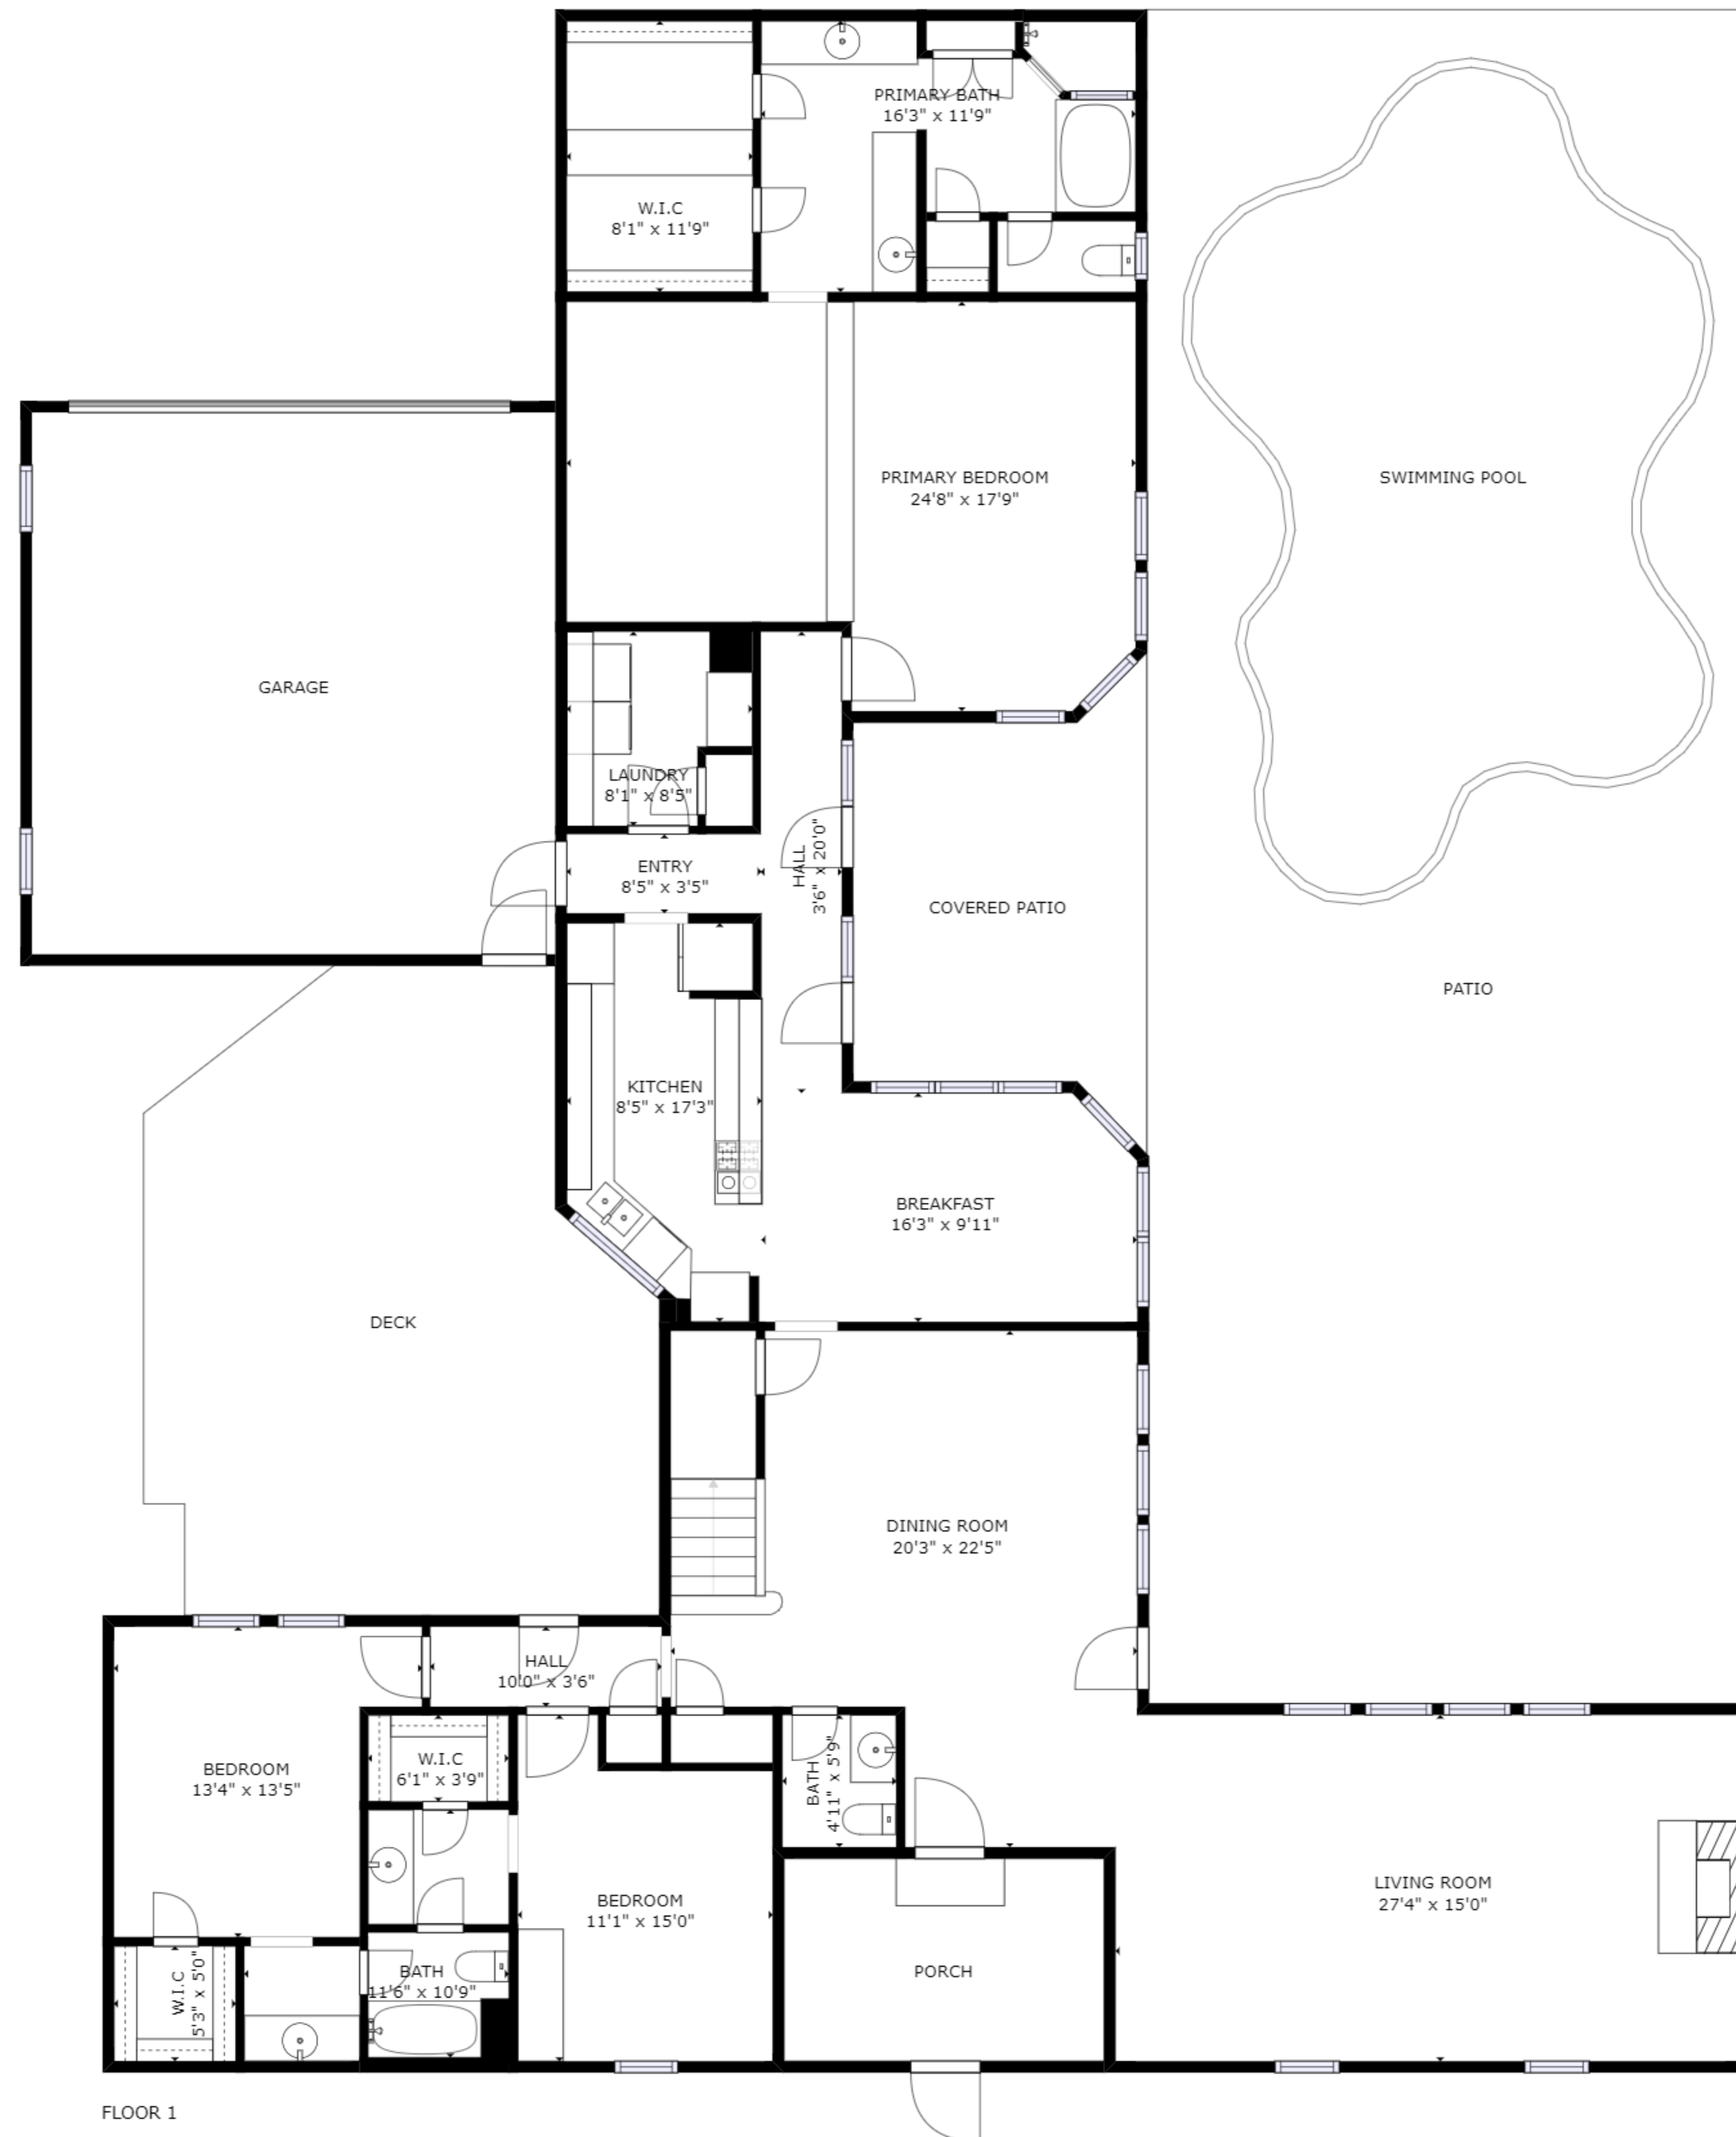 PRIMARY BATH
16'3" x 11'9"
W.I.C
8'1" x 11'9"
PRIMARY BEDROOM
24'8" x 17'9"
SWIMMING POOL
GARAGE
LAUNDRY
8'1" x 8'5"
ENTRY
8'5" x 3'5"
HALL
3'6" x 20'0"
COVERED PATIO
PATIO
KITCHEN
8'5" x 17'3"
BREAKFAST
16'3" x 9'11"
DECK
DINING ROOM
20'3" x 22'5"
HALL
10'0" x 3'6"
BEDROOM
13'4" x 13'5"
W.I.C
6'1" x 3'9"
BATH
4'11" x 5'9"
BEDROOM
11'1" x 15'0"
LIVING ROOM
27'4" x 15'0"
W.I.C
5'3" x 5'0"
BATH
11'6" x 10'9"
PORCH
FLOOR 1